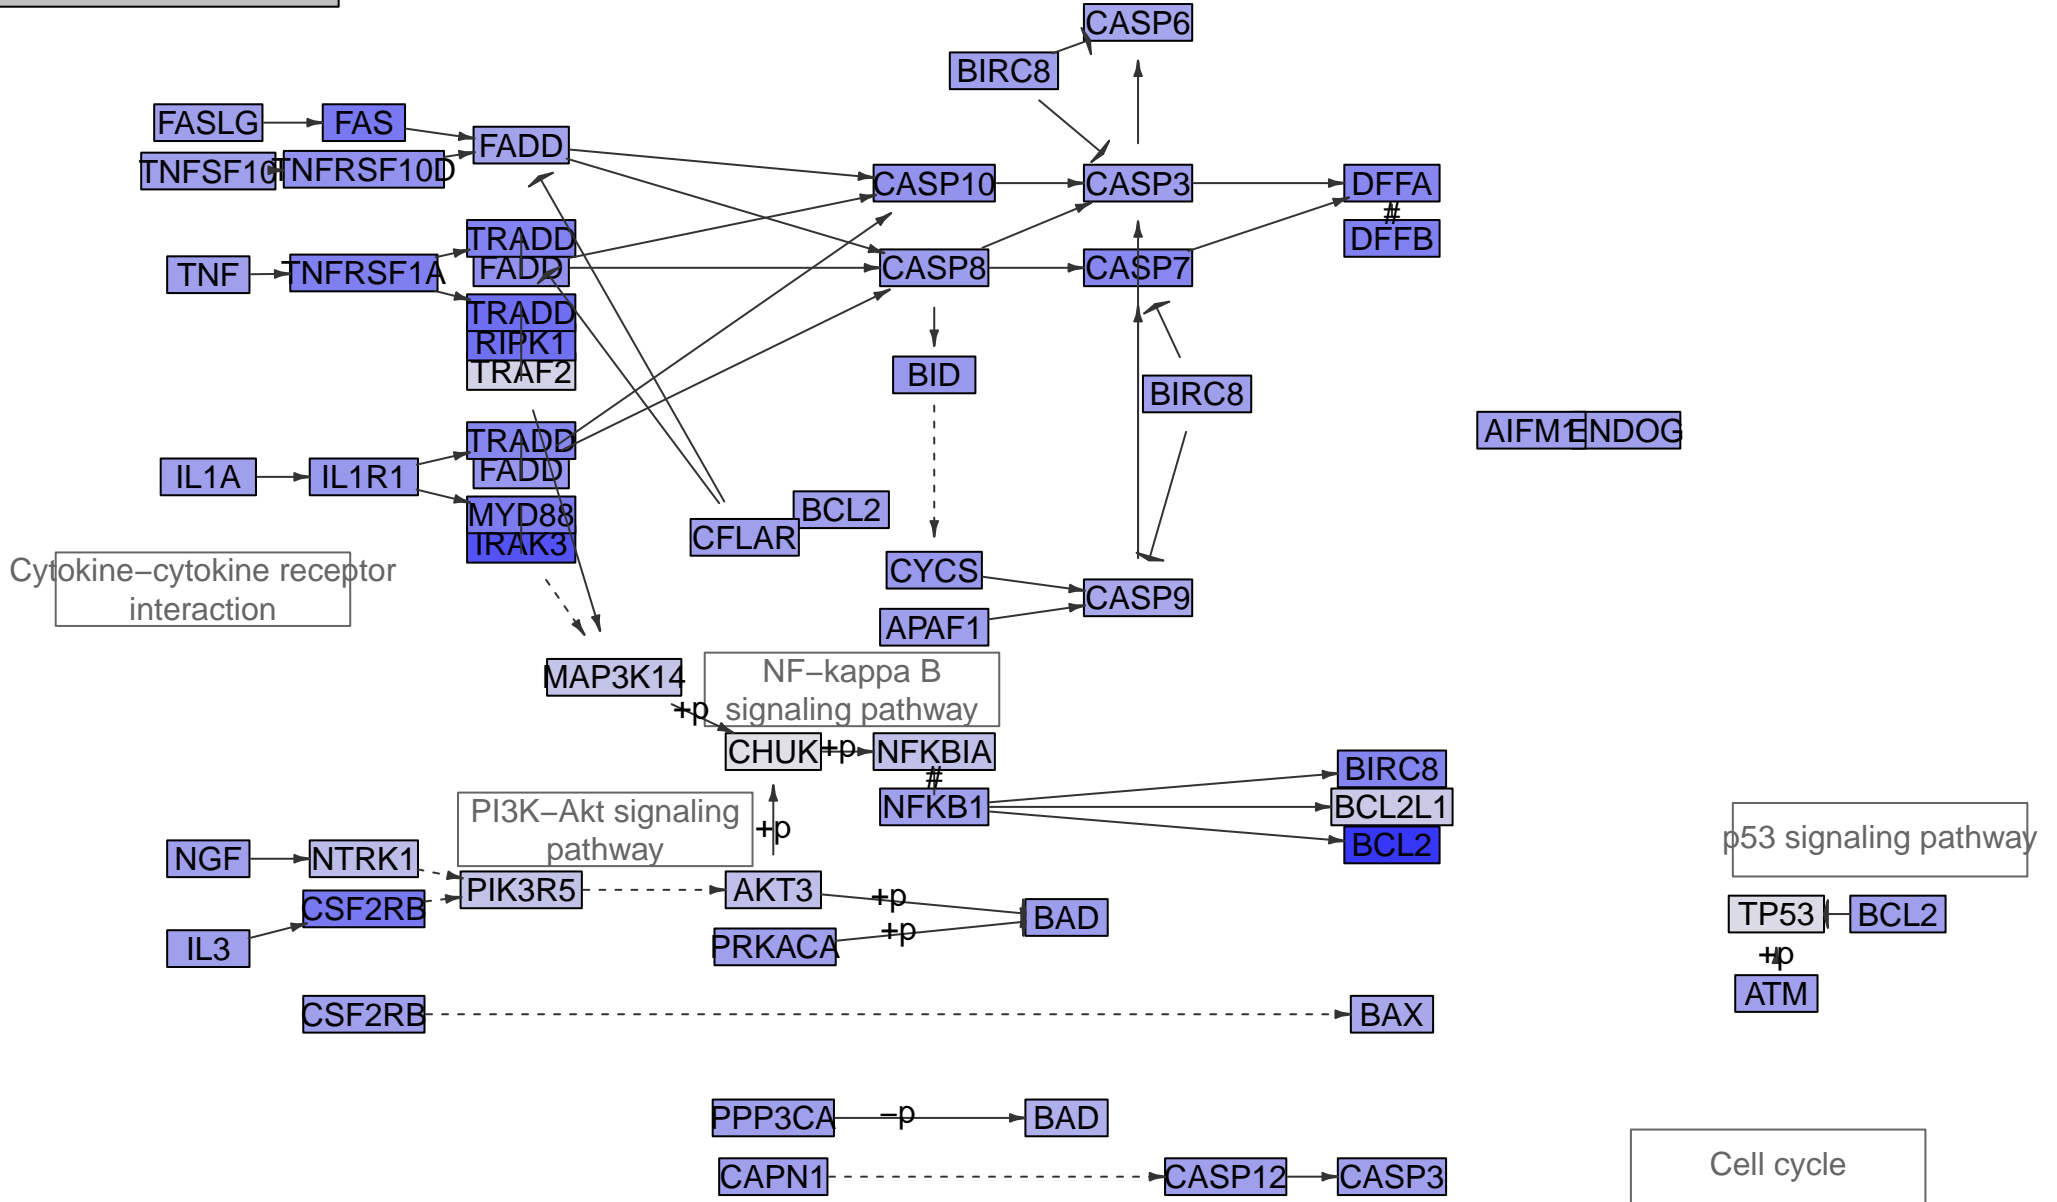 CASP6
BIRC8
FASLG
FAS
FADD
TNFSF10
TNFRSF10D
CASP10
CASP3
DFFA
#
DFFB
TRADD
FADD
TNF
TNFRSF1A
CASP8
CASP7
TRADD
RIPK1
TRAF2
BID
BIRC8
AIFM1
ENDOG
TRADD
FADD
IL1A
IL1R1
MYD88
IRAK3
BCL2
CFLAR
Cytokine−cytokine receptor
interaction
CYCS
CASP9
APAF1
MAP3K14
NF−kappa B
signaling pathway
+p
CHUK
+p
NFKBIA
#
NFKB1
BIRC8
BCL2L1
BCL2
PI3K−Akt signaling
pathway
+p
p53 signaling pathway
NGF
NTRK1
PIK3R5
AKT3
+p
CSF2RB
BAD
+p
PRKACA
IL3
TP53
BCL2
+p
ATM
CSF2RB
BAX
PPP3CA
−p
BAD
CAPN1
CASP12
CASP3
Cell cycle